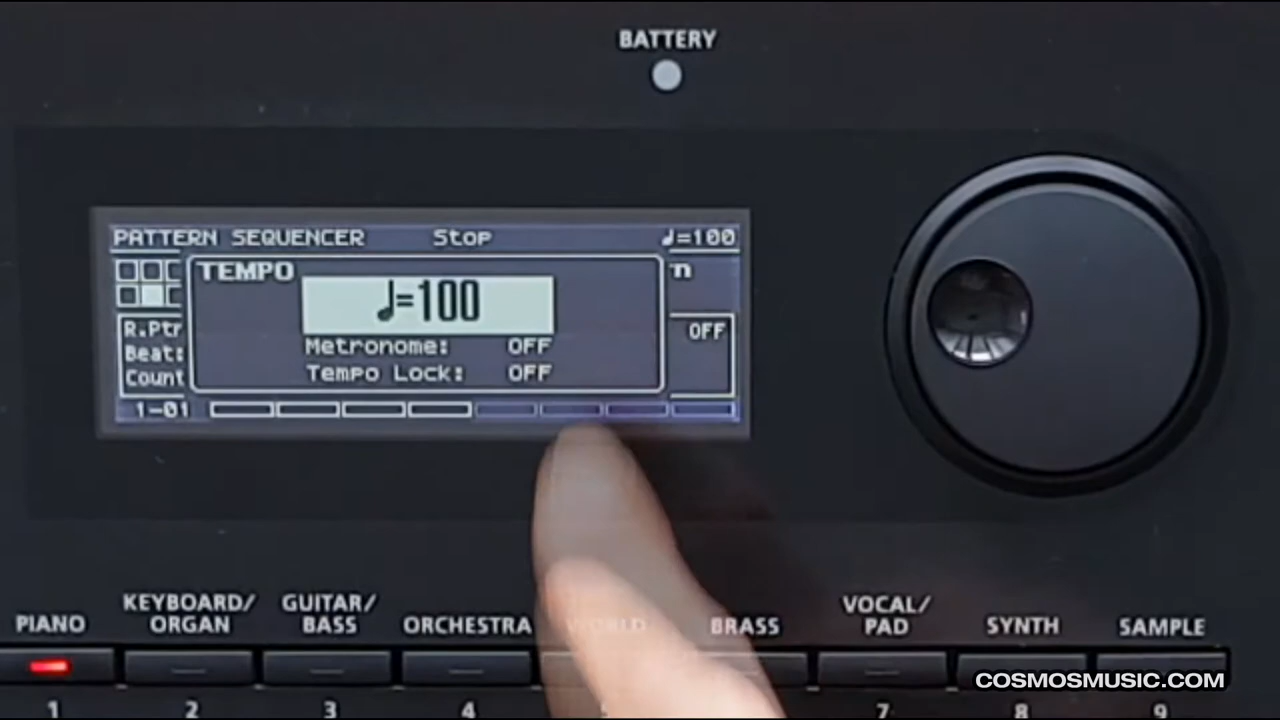 BATTERY
PATTERN SEQUENCER Stop ♩=100
TEMPO
♩=100
Metronome: OFF
Tempo Lock: OFF
R.Ptr
Beat:
Count
OFF
1-01
PIANO
KEYBOARD/
ORGAN
GUITAR/
BASS
ORCHESTRA
WORLD
BRASS
VOCAL/
PAD
SYNTH
SAMPLE
1 2 3 4 7 8 9
COSMOSMUSIC.COM